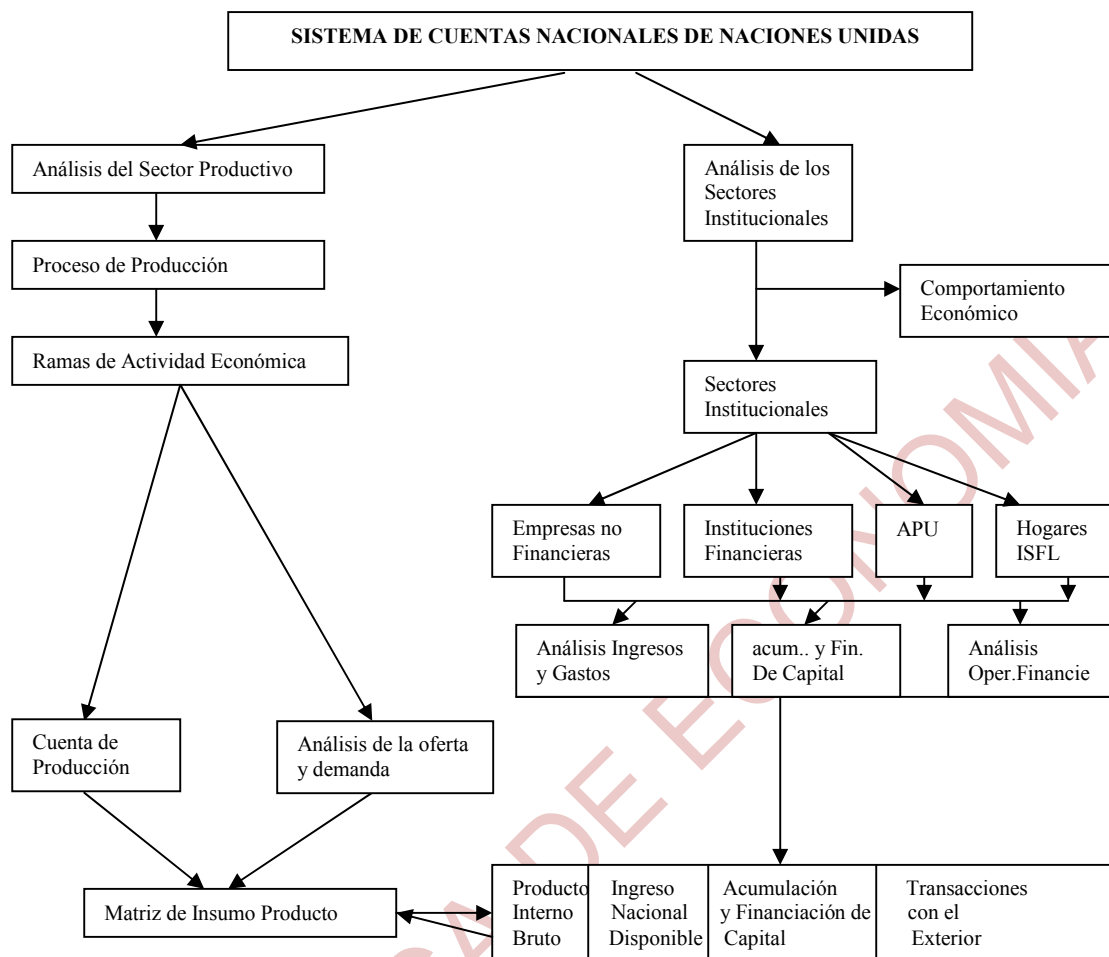 SISTEMA DE CUENTAS NACIONALES DE NACIONES UNIDAS
Análisis del Sector Productivo
Análisis de los
Sectores
Institucionales
Proceso de Producción
Comportamiento
Económico
Ramas de Actividad Económica
Sectores
Institucionales
Empresas no
Financieras
Instituciones
Financieras
APU
Hogares
ISFL
Análisis Ingresos
y Gastos
acum.. y Fin.
De Capital
Análisis
Oper.Financie
Cuenta de
Producción
Análisis de la oferta
y demanda
Matriz de Insumo Producto
Producto
Interno
Bruto
Ingreso
Nacional
Disponible
Acumulación
y Financiación de
Capital
Transacciones
con el
Exterior
DE ECONOMIA